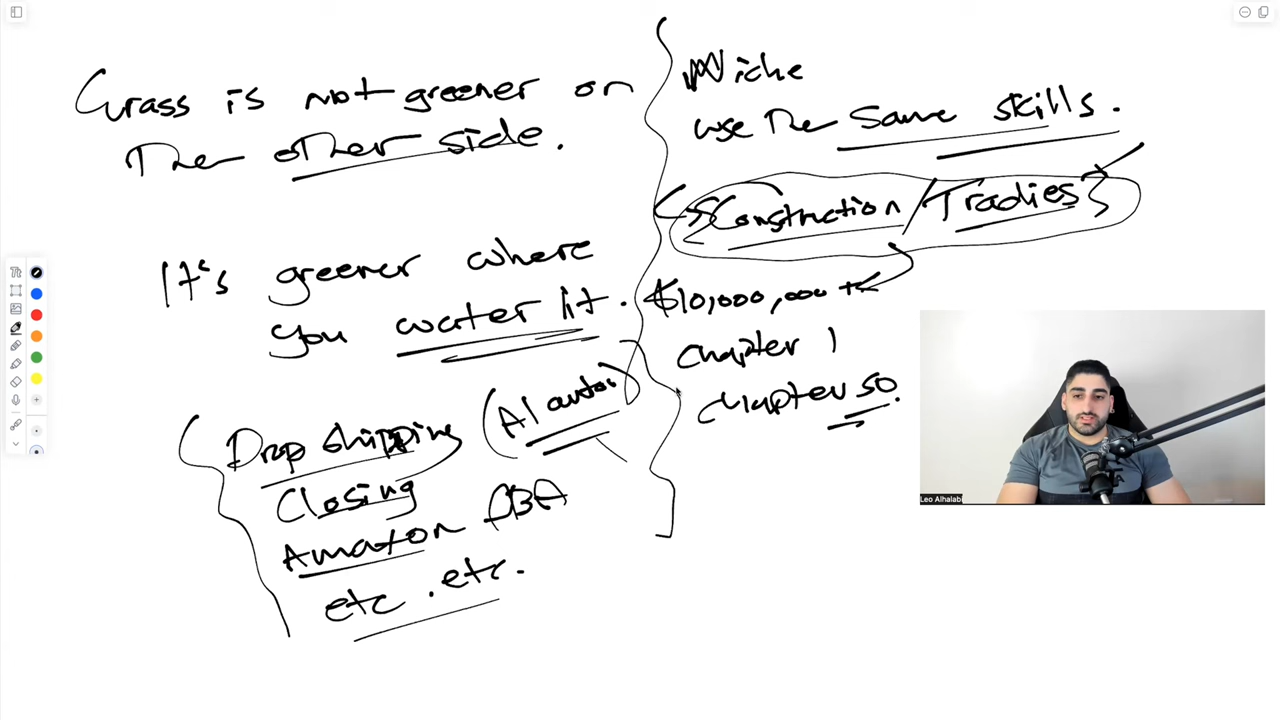 Grass is not greener on
The other side.
It's greener where
you water it.
Drop shipping (AI auto)
Closing
Amazon FBA
etc. etc.
Niche
use The same skills.
Construction / Tradies
$10,000,000 +
Chapter 1
Chapter 50.
Leo Alhalabi
Tt